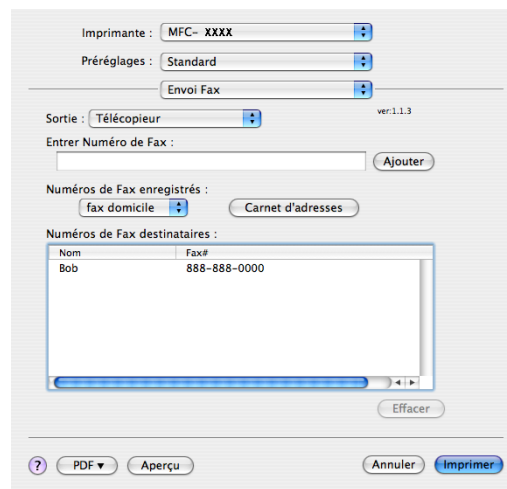 Imprimante : MFC- XXXX
Préréglages : Standard
Envoi Fax
Sortie : Télécopieur
ver:1.1.3
Entrer Numéro de Fax :
Ajouter
Numéros de Fax enregistrés :
fax domicile Carnet d'adresses
Numéros de Fax destinataires :
Nom Fax#
Bob 888-888-0000
Effacer
? PDF▼ Aperçu Annuler Imprimer